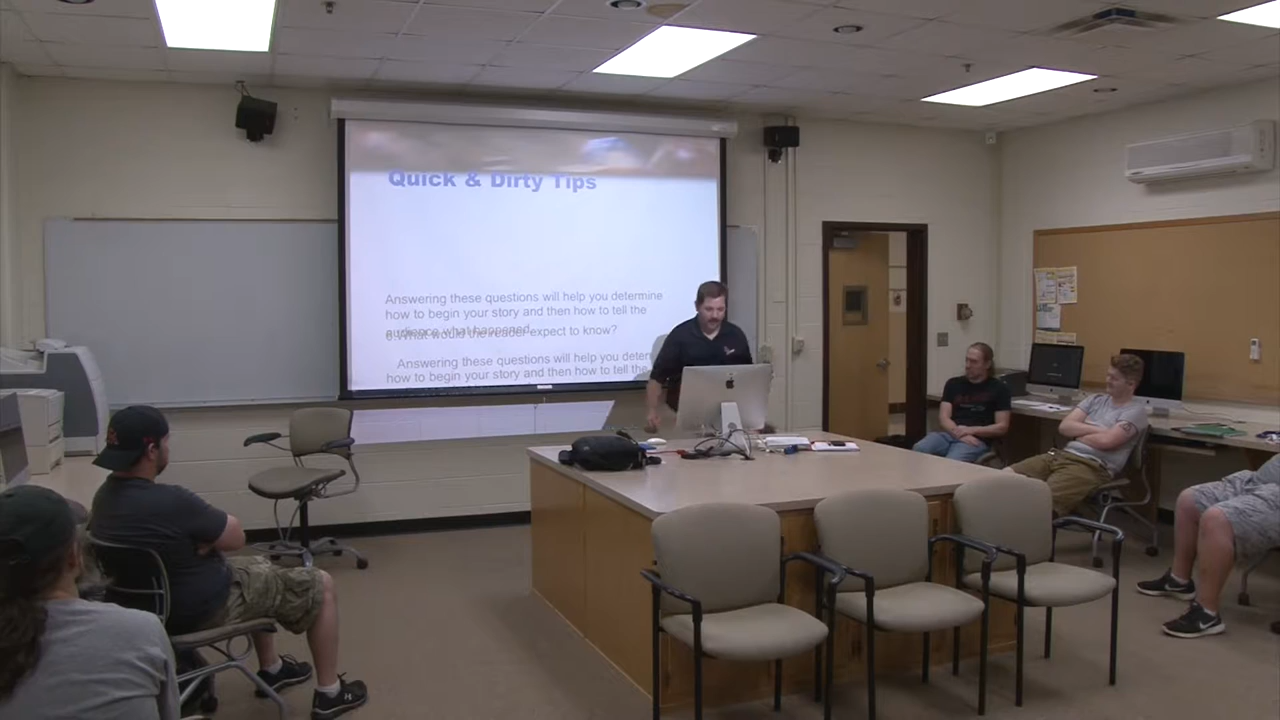 Quick & Dirty Tips
Answering these questions will help you determine
how to begin your story and then how to tell the
audience what happened.
6.What would the reader expect to know?
Answering these questions will help you deter
how to begin your story and then how to tell the